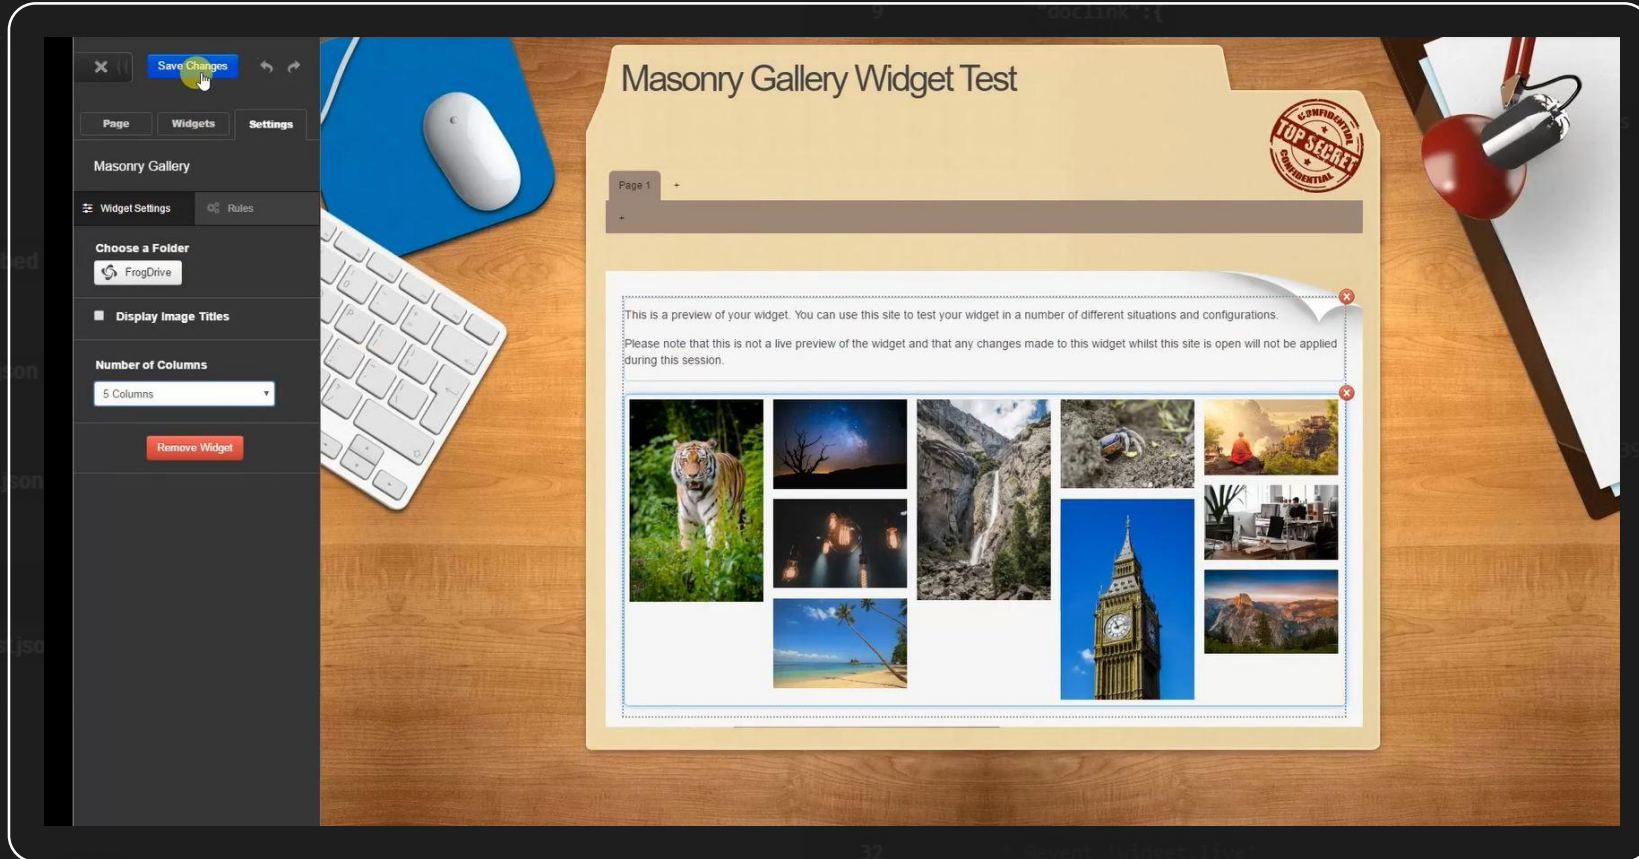 9 "doclink":{
Save Changes
Page Widgets Settings
Masonry Gallery
Widget Settings Rules
Choose a Folder
FrogDrive
Display Image Titles
Number of Columns
5 Columns
Remove Widget
Masonry Gallery Widget Test
CONFIDENTIAL
TOP SECRET
CONFIDENTIAL
Page 1 +
+
This is a preview of your widget. You can use this site to test your widget in a number of different situations and configurations.
Please note that this is not a live preview of the widget and that any changes made to this widget whilst this site is open will not be applied
during this session.
32